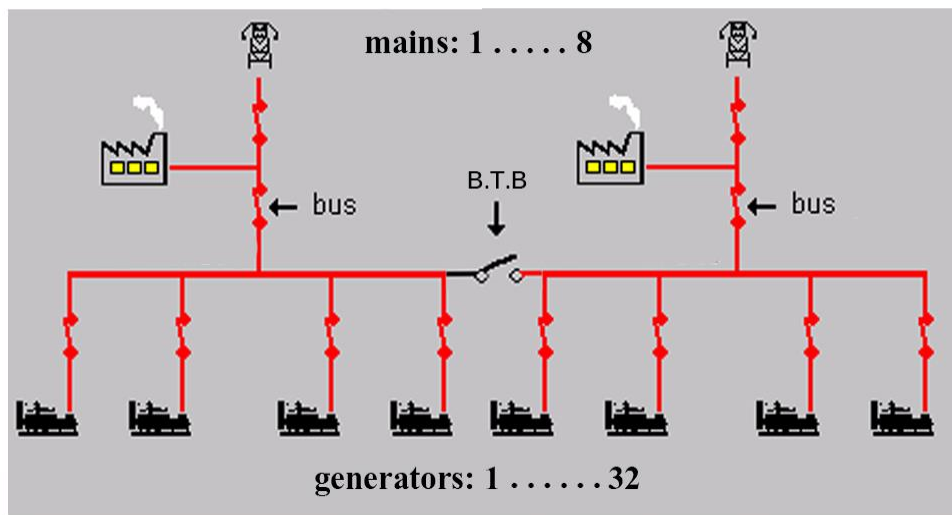 mains: 1 . . . . . 8
B.T.B
bus
bus
generators: 1 . . . . . . 32